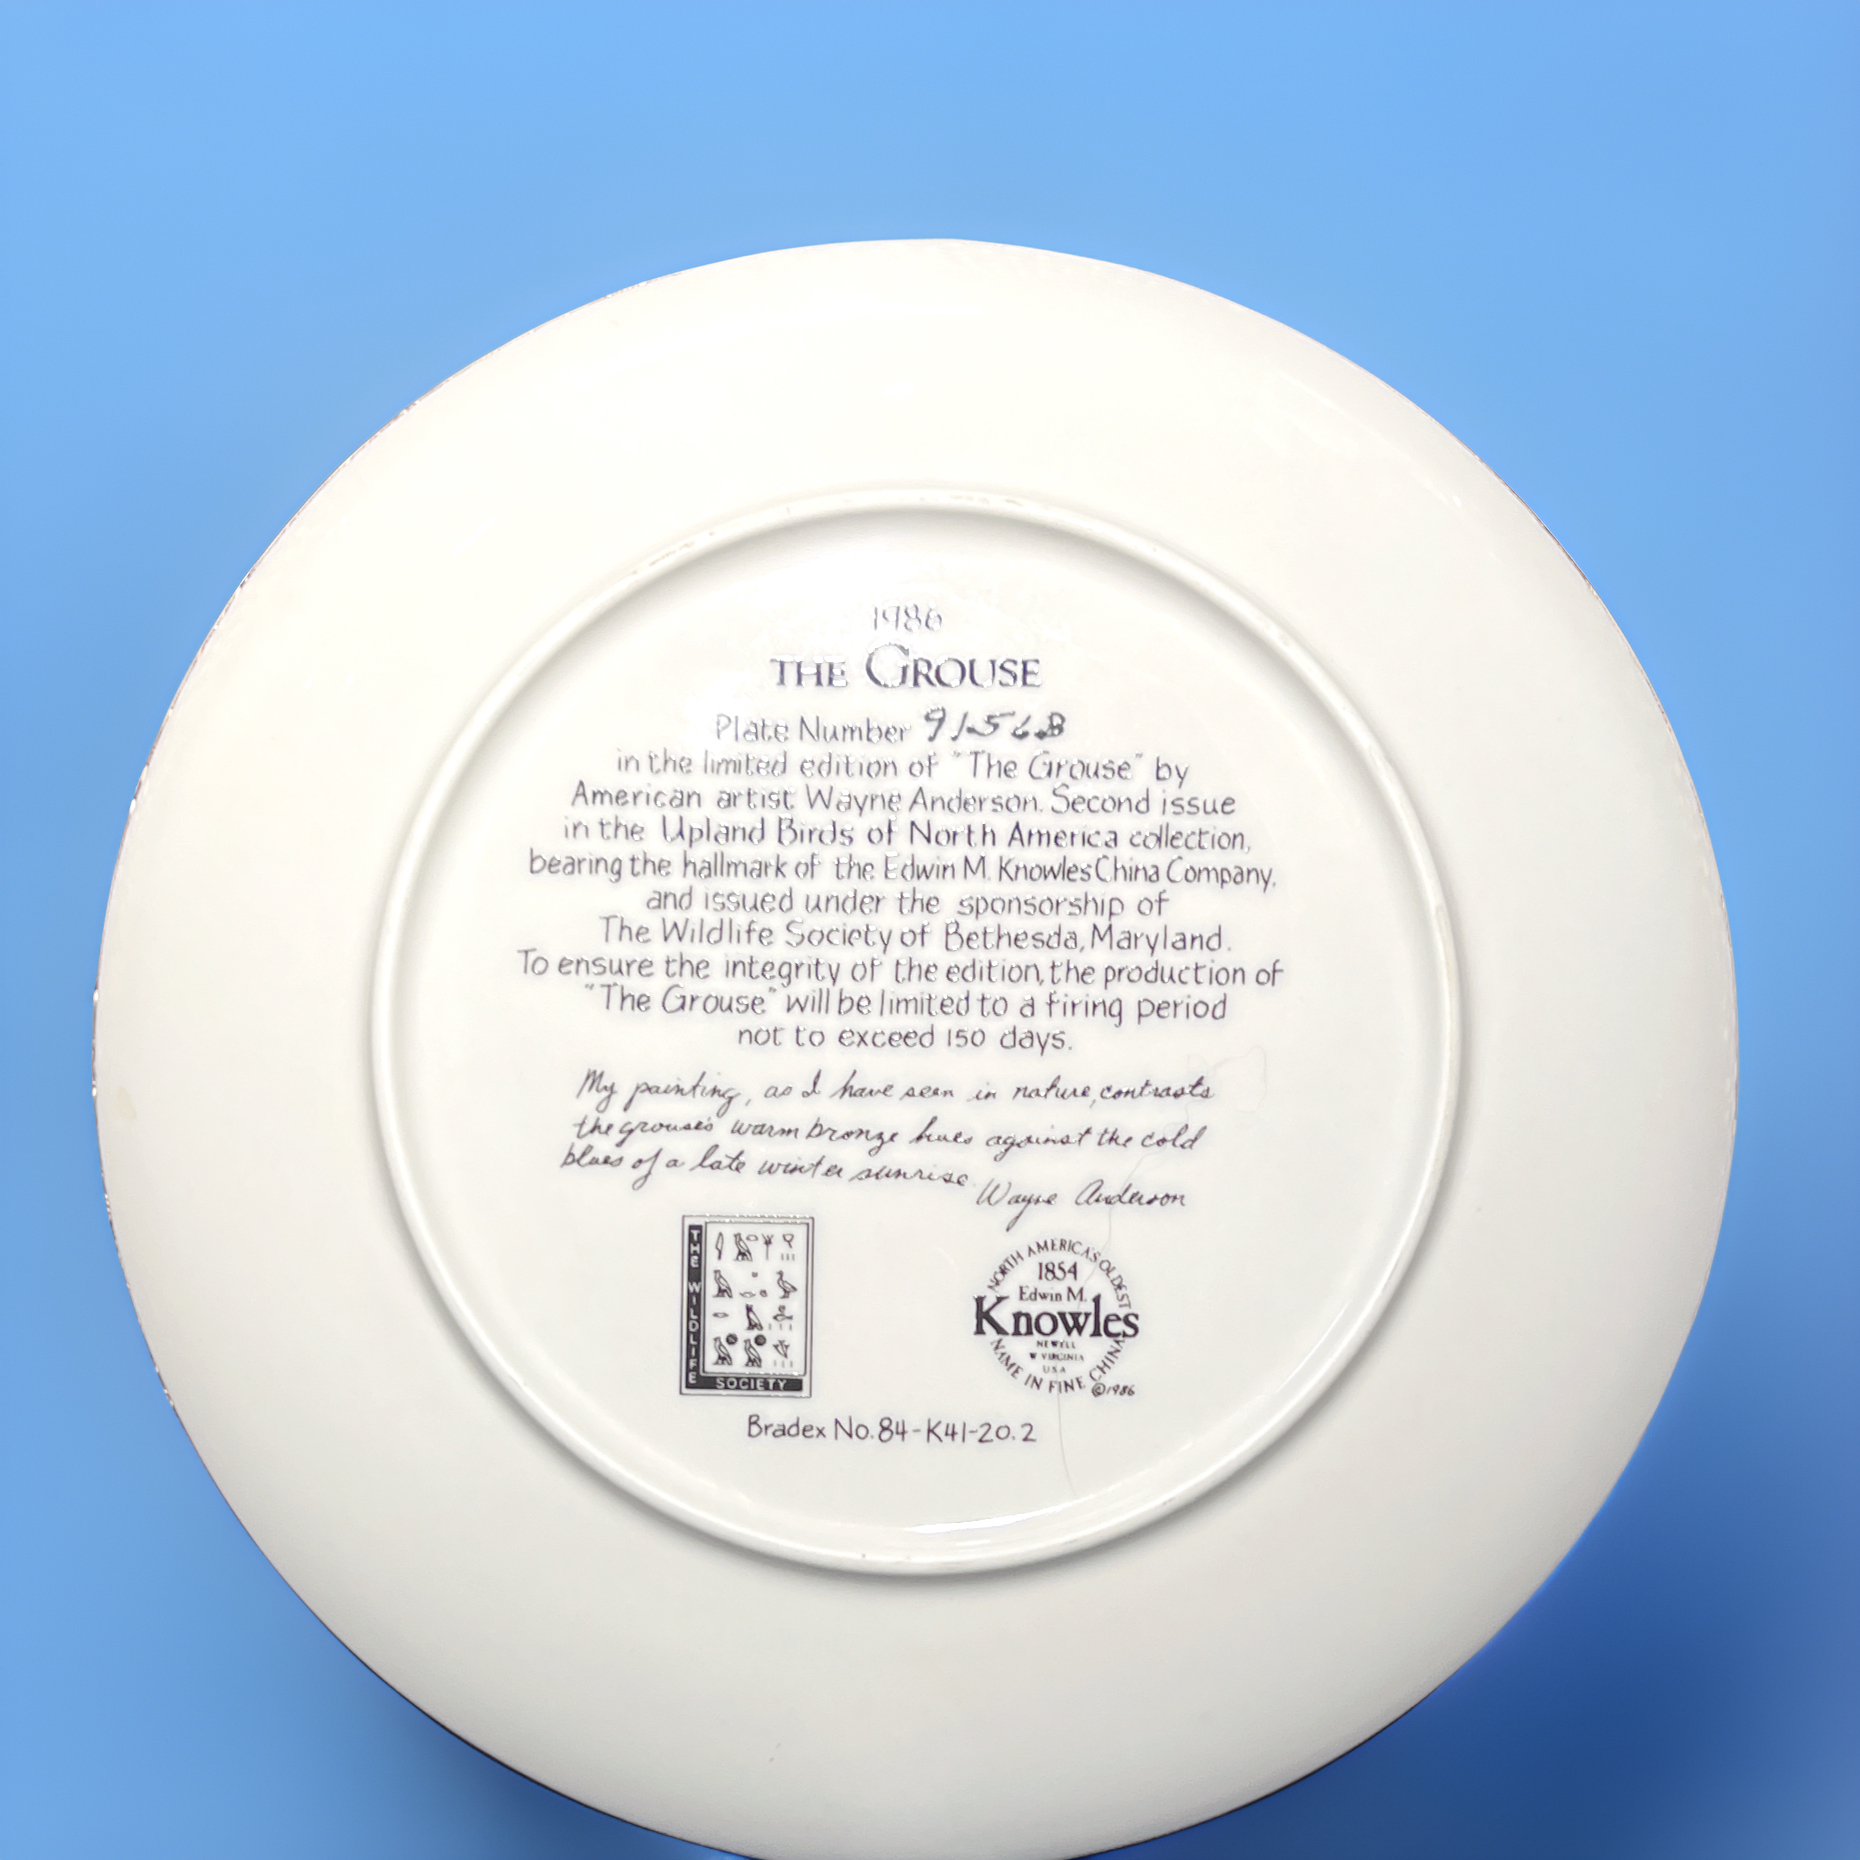 1986
THE GROUSE
Plate Number 9156B
in the limited edition of "The Grouse" by
American artist Wayne Anderson. Second issue
in the Upland Birds of North America collection,
bearing the hallmark of the Edwin M. Knowles China Company,
and issued under the sponsorship of
The Wildlife Society of Bethesda, Maryland.
To ensure the integrity of the edition, the production of
"The Grouse" will be limited to a firing period
not to exceed 150 days.
My painting, as I have seen in nature, contrasts
the grouse's warm bronze hues against the cold
blues of a late winter sunrise.
Wayne Anderson
THE WILDLIFE
SOCIETY
NORTH AMERICA'S OLDEST
1854
Edwin M.
Knowles
NEWELL
W VIRGINIA
USA
NAME IN FINE CHINA
©1986
Bradex No. 84-K41-20.2